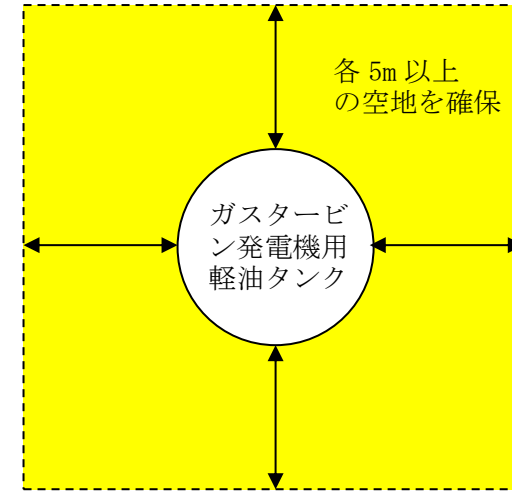 各 5m 以上
の空地を確保
ガスタービ
ン発電機用
軽油タンク